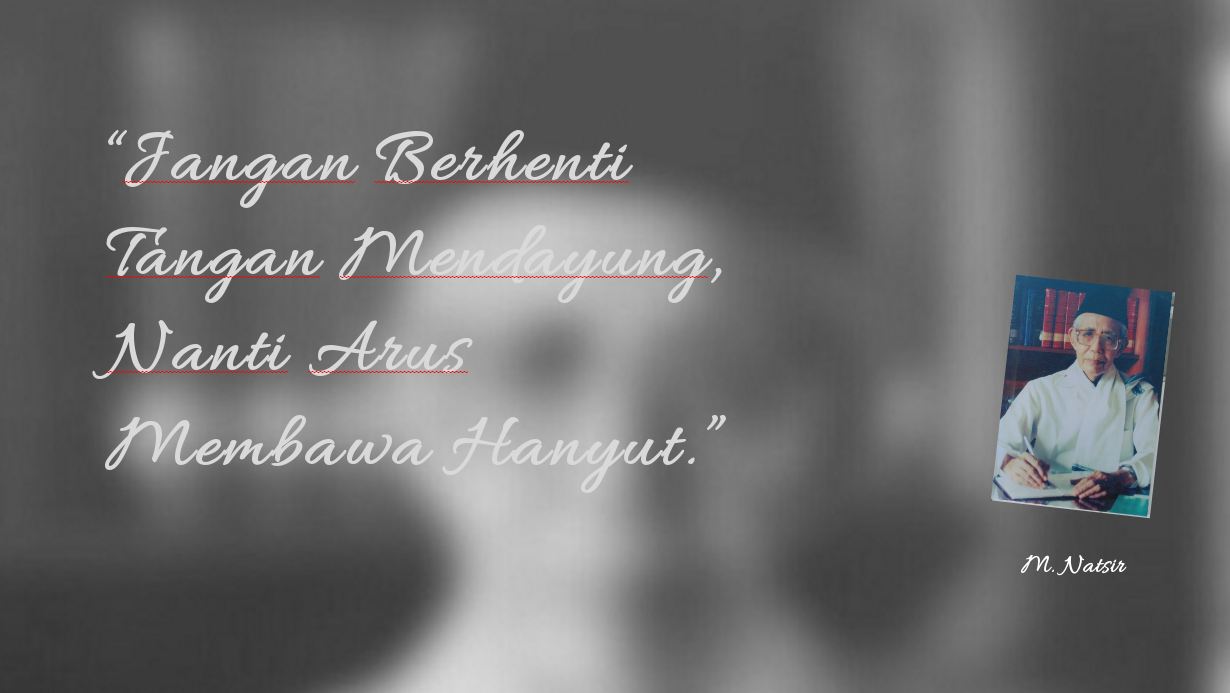 “Jangan Berhenti
Tangan Mendayung,
Nanti Arus
Membawa Hanyut.”
M. Natsir